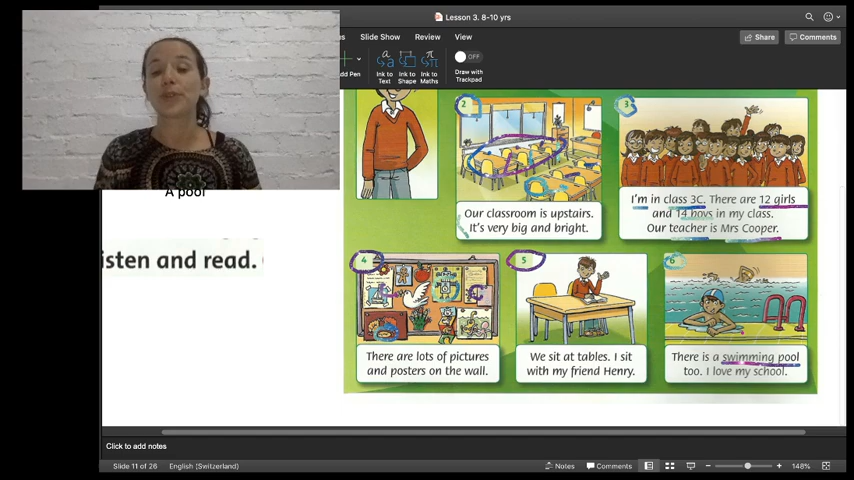 Lesson 3. 8-10 yrs
Slide Show Review View
Share Comments
Add Pen
Ink to Text
Ink to Shape
Ink to Maths
OFF
Draw with Trackpad
A pool
isten and read.
2
Our classroom is upstairs.
It's very big and bright.
3
I'm in class 3C. There are 12 girls
and 14 boys in my class.
Our teacher is Mrs Cooper.
4
There are lots of pictures
and posters on the wall.
5
We sit at tables. I sit
with my friend Henry.
6
There is a swimming pool
too. I love my school.
Click to add notes
Slide 11 of 26 English (Switzerland) Notes Comments 148%